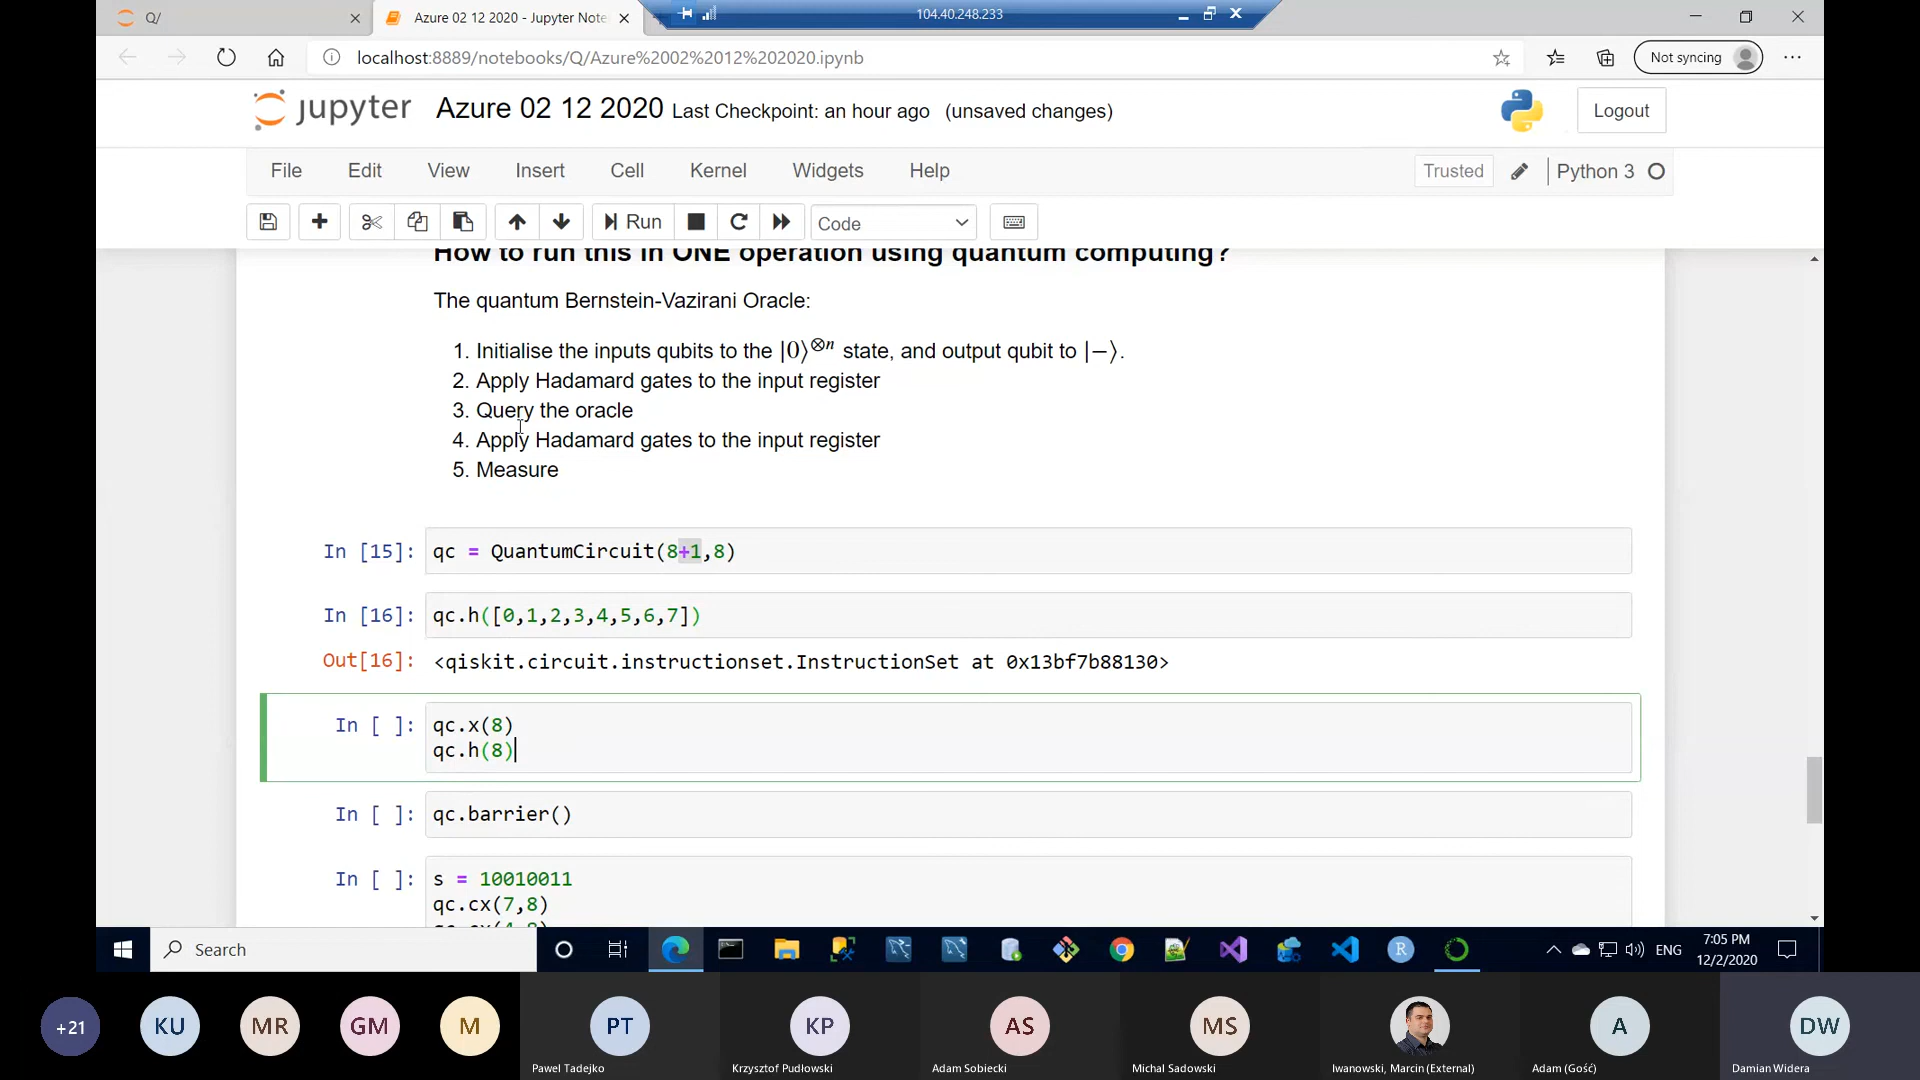 Q/
Azure 02 12 2020 - Jupyter Note
104.40.248.233
localhost:8889/notebooks/Q/Azure%2002%2012%202020.ipynb
Not syncing
jupyter Azure 02 12 2020 Last Checkpoint: an hour ago (unsaved changes)
Logout
File Edit View Insert Cell Kernel Widgets Help
Trusted
Python 3
Run
Code
How to run this in ONE operation using quantum computing?
The quantum Bernstein-Vazirani Oracle:
1. Initialise the inputs qubits to the |0⟩⊗n state, and output qubit to |−⟩.
2. Apply Hadamard gates to the input register
3. Query the oracle
4. Apply Hadamard gates to the input register
5. Measure
In [15]: qc = QuantumCircuit(8+1,8)
In [16]: qc.h([0,1,2,3,4,5,6,7])
Out[16]: <qiskit.circuit.instructionset.InstructionSet at 0x13bf7b88130>
In [ ]: qc.x(8)
qc.h(8)
In [ ]: qc.barrier()
In [ ]: s = 10010011
qc.cx(7,8)
Search
ENG
7:05 PM
12/2/2020
+21
KU
MR
GM
M
PT
KP
AS
MS
A
DW
Pawel Tadejko
Krzysztof Pudłowski
Adam Sobiecki
Michal Sadowski
Iwanowski, Marcin (External)
Adam (Gość)
Damian Widera